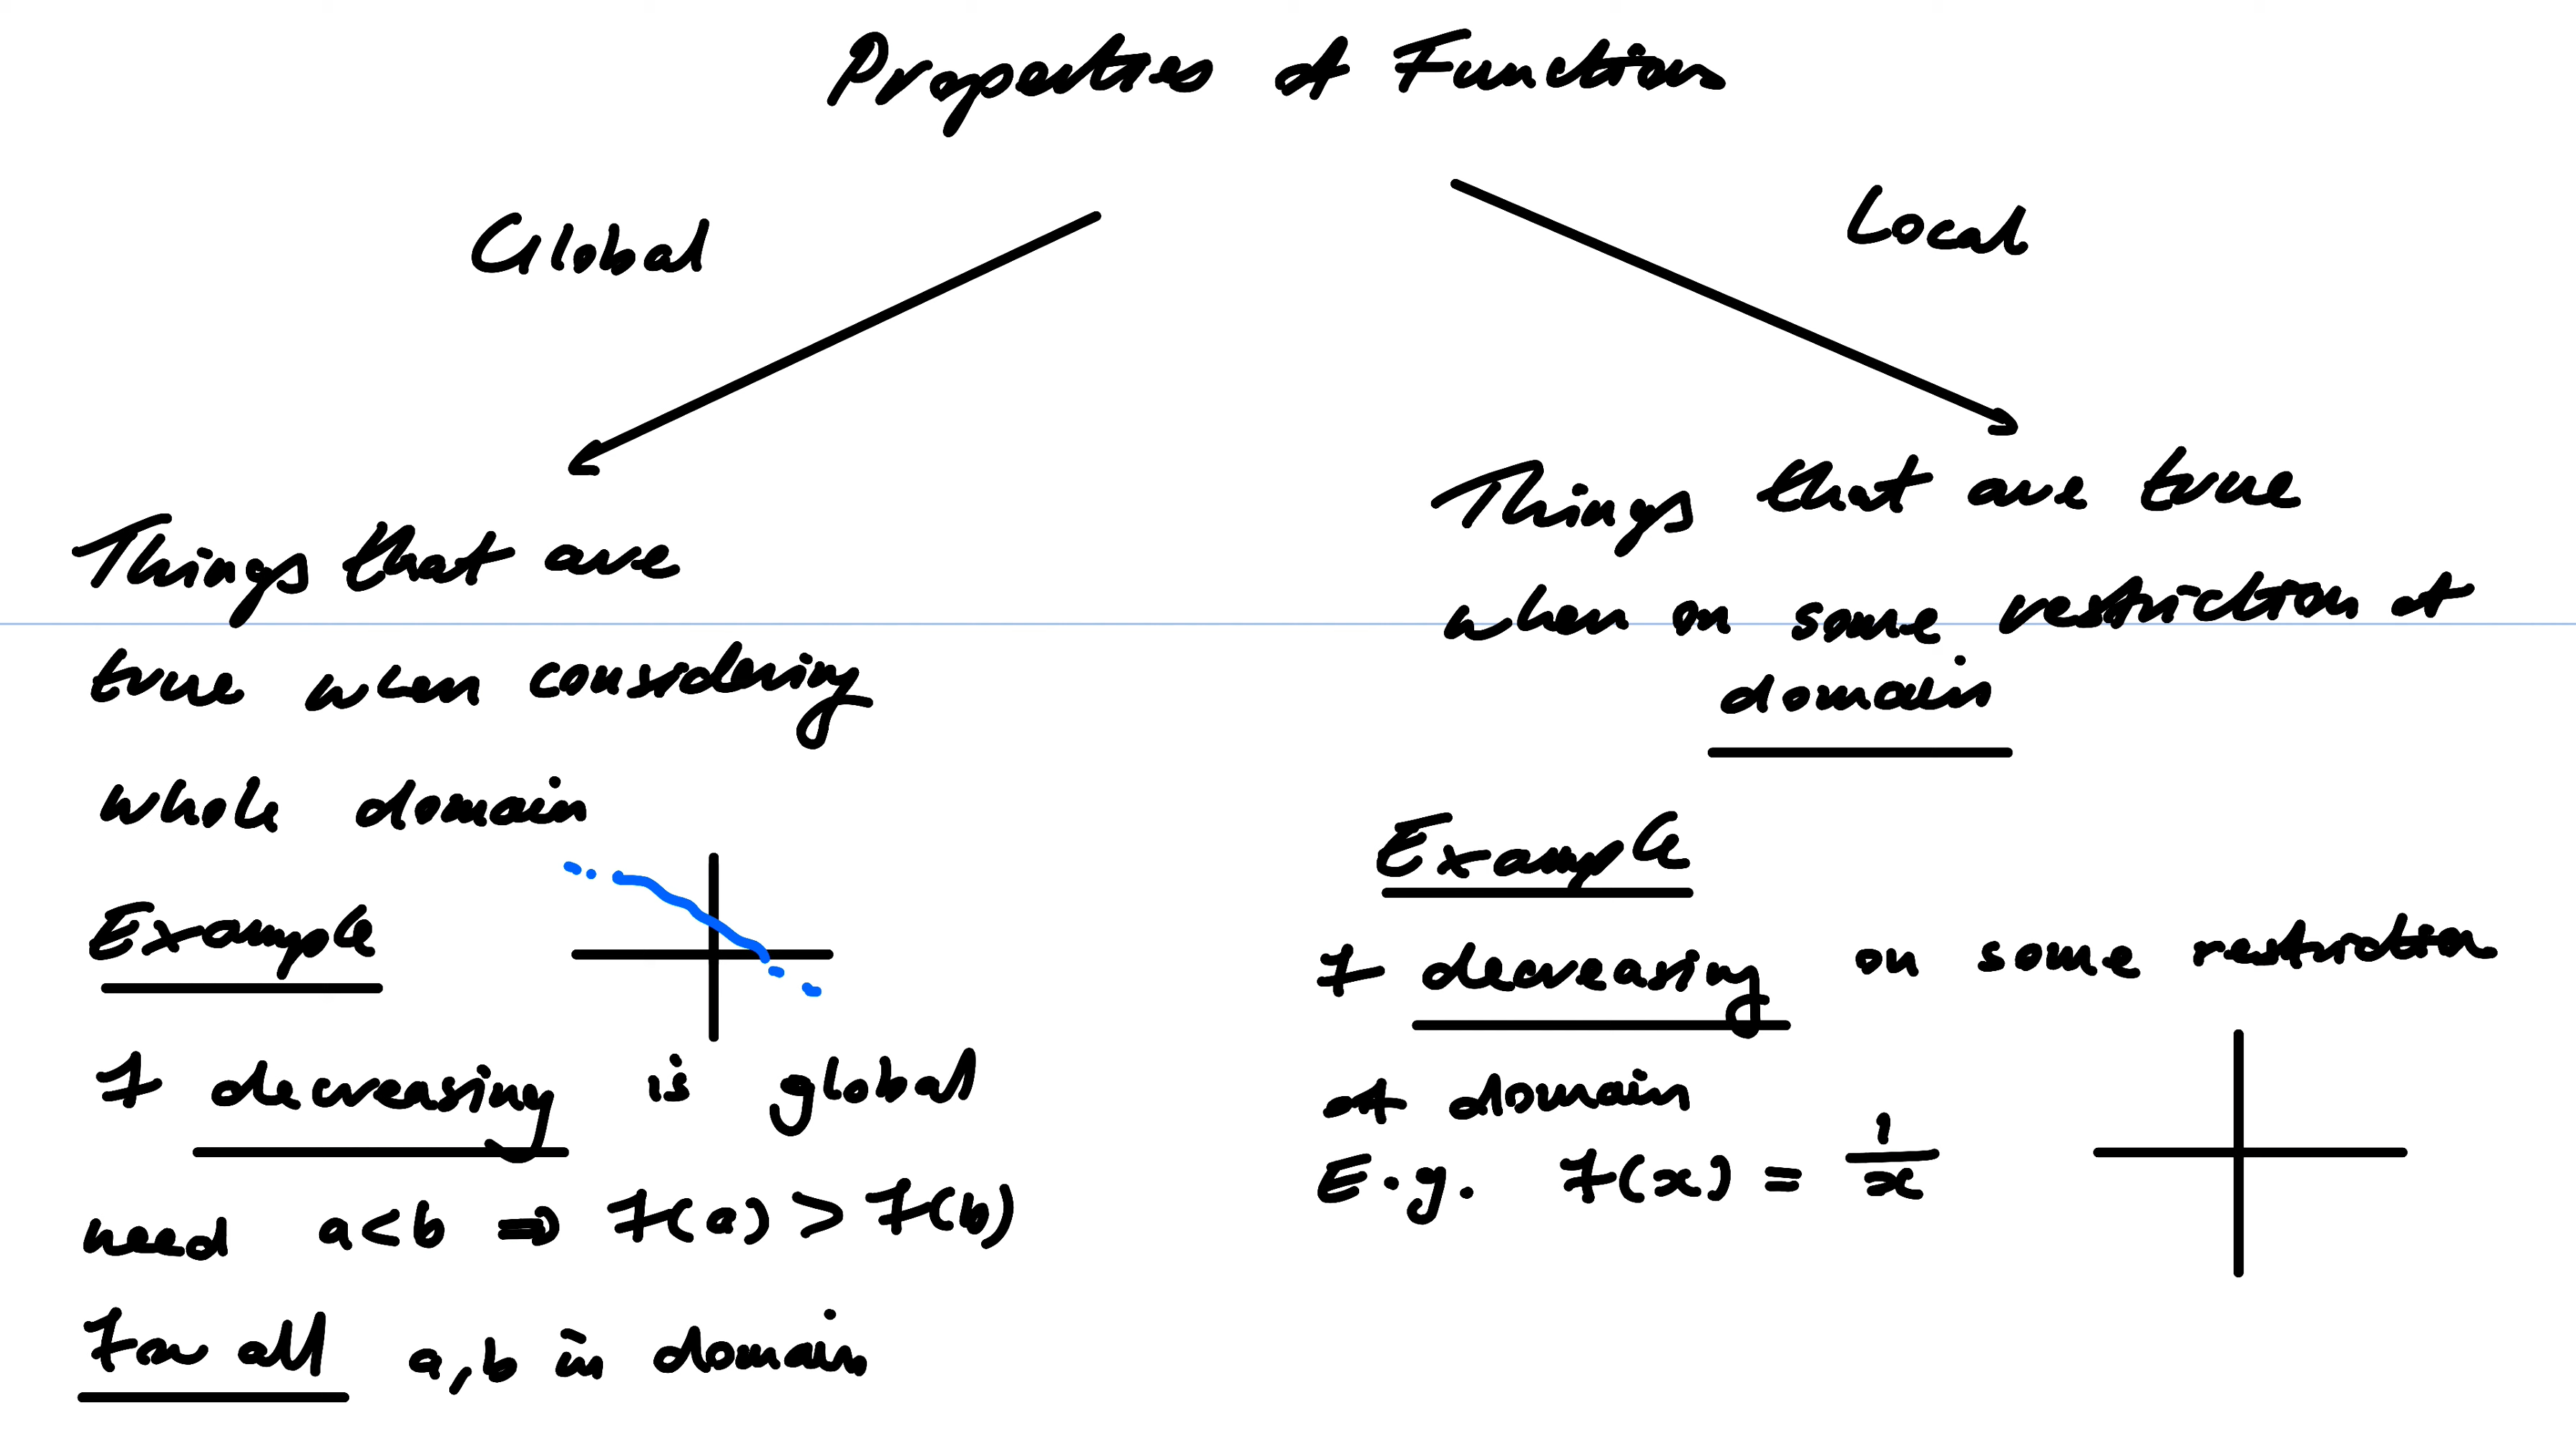 Properties of Functions
Global
Local
Things that are
true when considering
whole domain
Example
f decreasing is global
need a<b ⇒ f(a) > f(b)
For all a,b in domain
Things that are true
when on some restriction of
domain
Example
f decreasing on some restriction
of domain
E.g. f(x) = 1/x